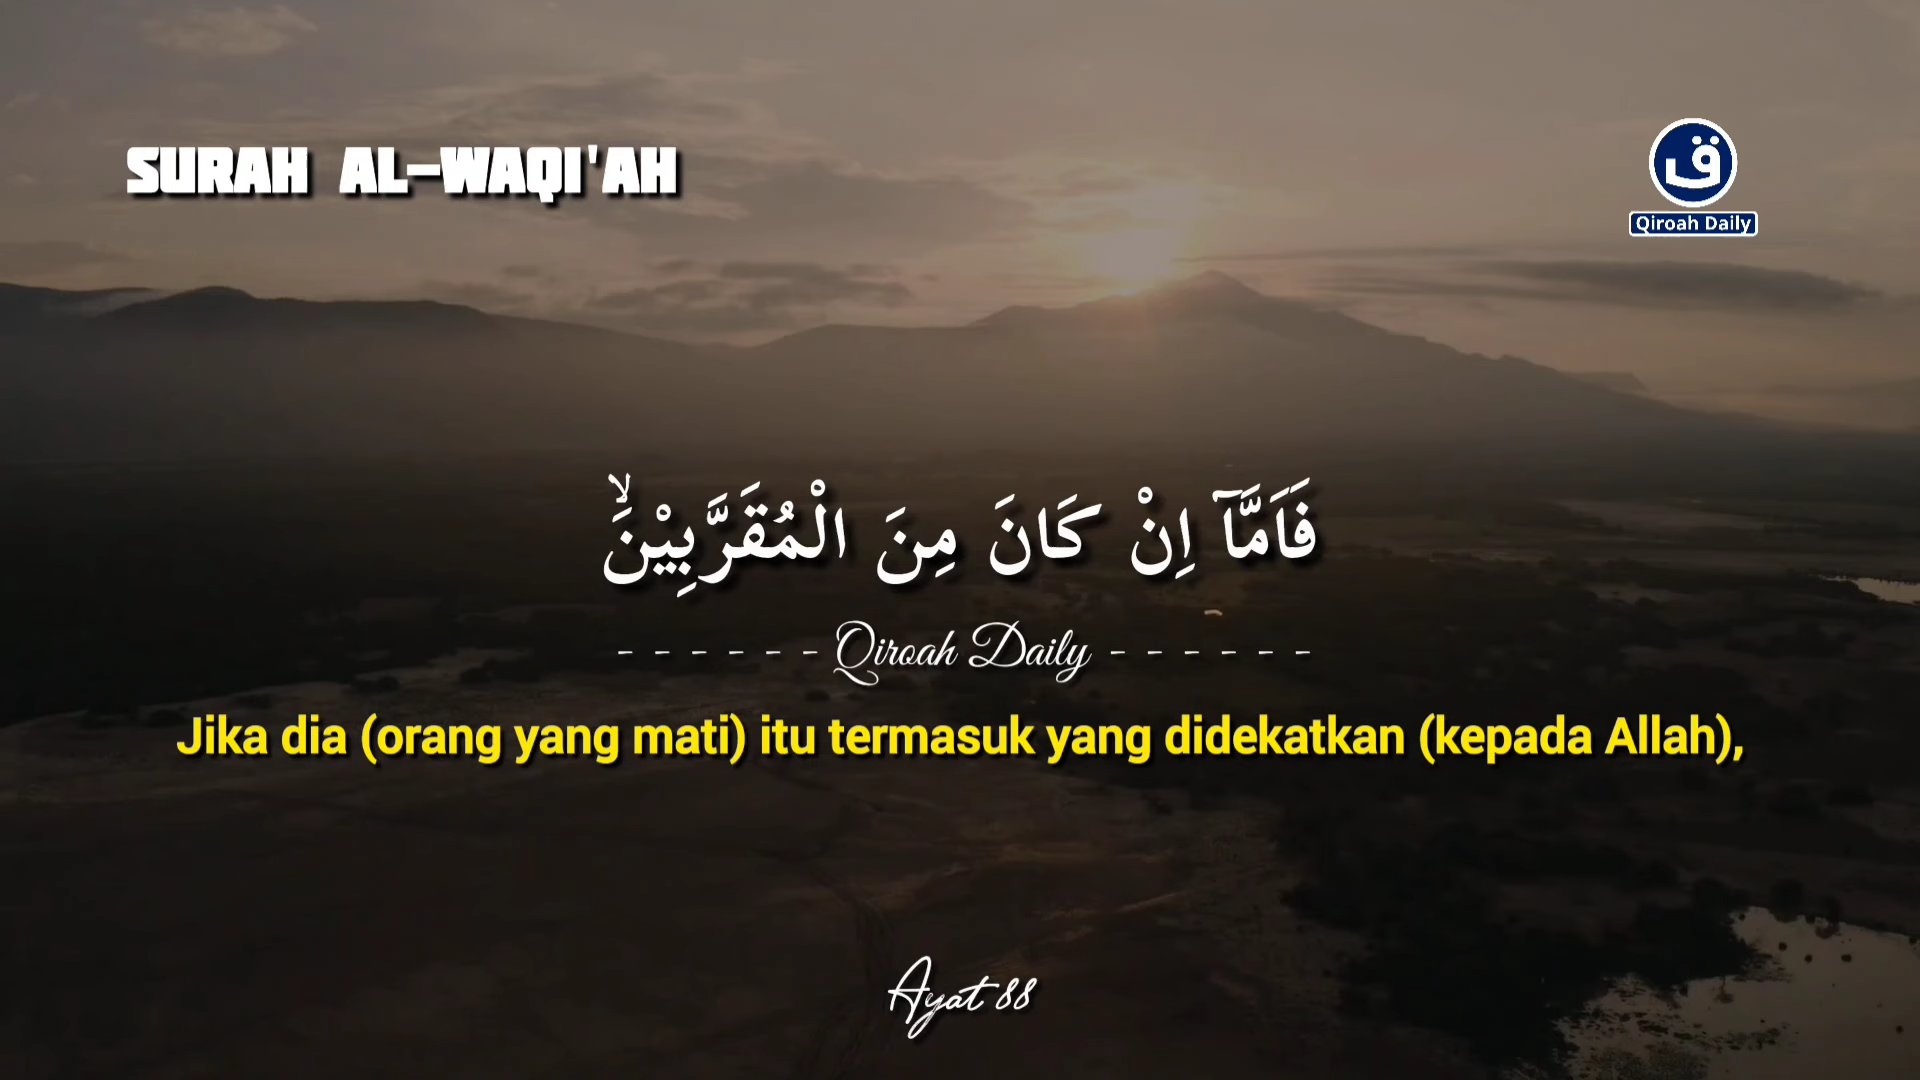 SURAH AL-WAQI'AH
ق
Qiroah Daily
فَاَمَّآ اِنْ كَانَ مِنَ الْمُقَرَّبِيْنَۙ
- - - - - - Qiroah Daily - - - - - -
Jika dia (orang yang mati) itu termasuk yang didekatkan (kepada Allah),
Ayat 88